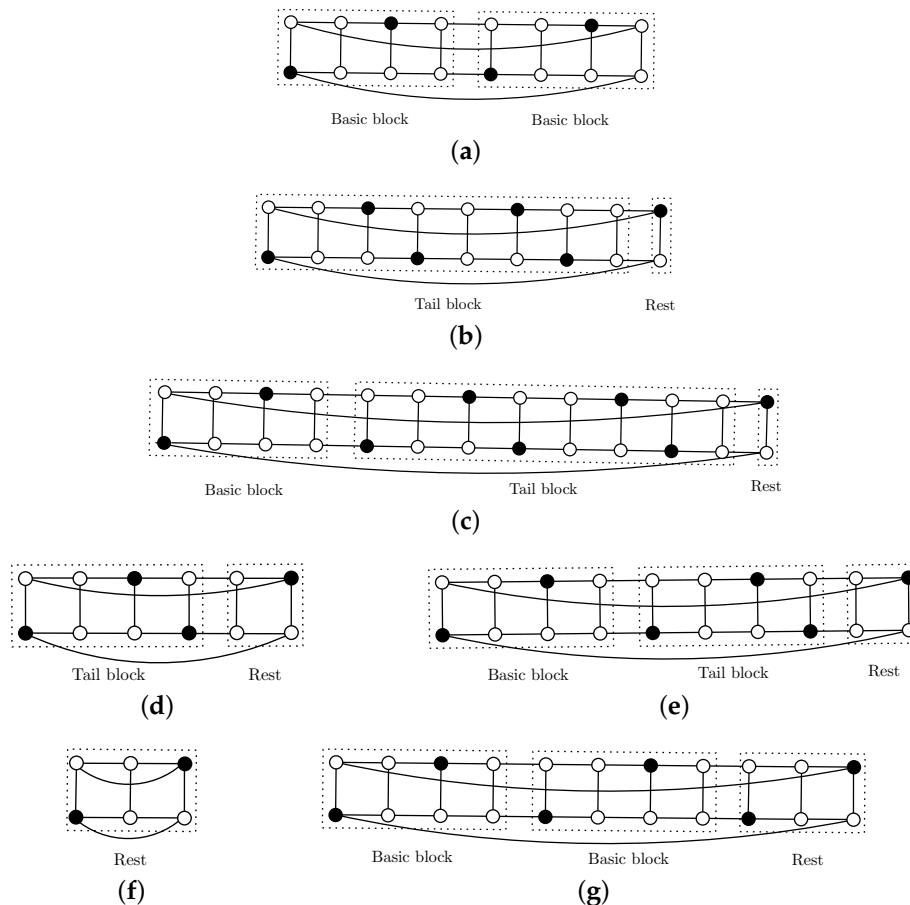 Basic block Basic block
(a)
Tail block Rest
(b)
Basic block Tail block Rest
(c)
Tail block Rest
(d)
Basic block Tail block Rest
(e)
Rest
(f)
Basic block Basic block Rest
(g)